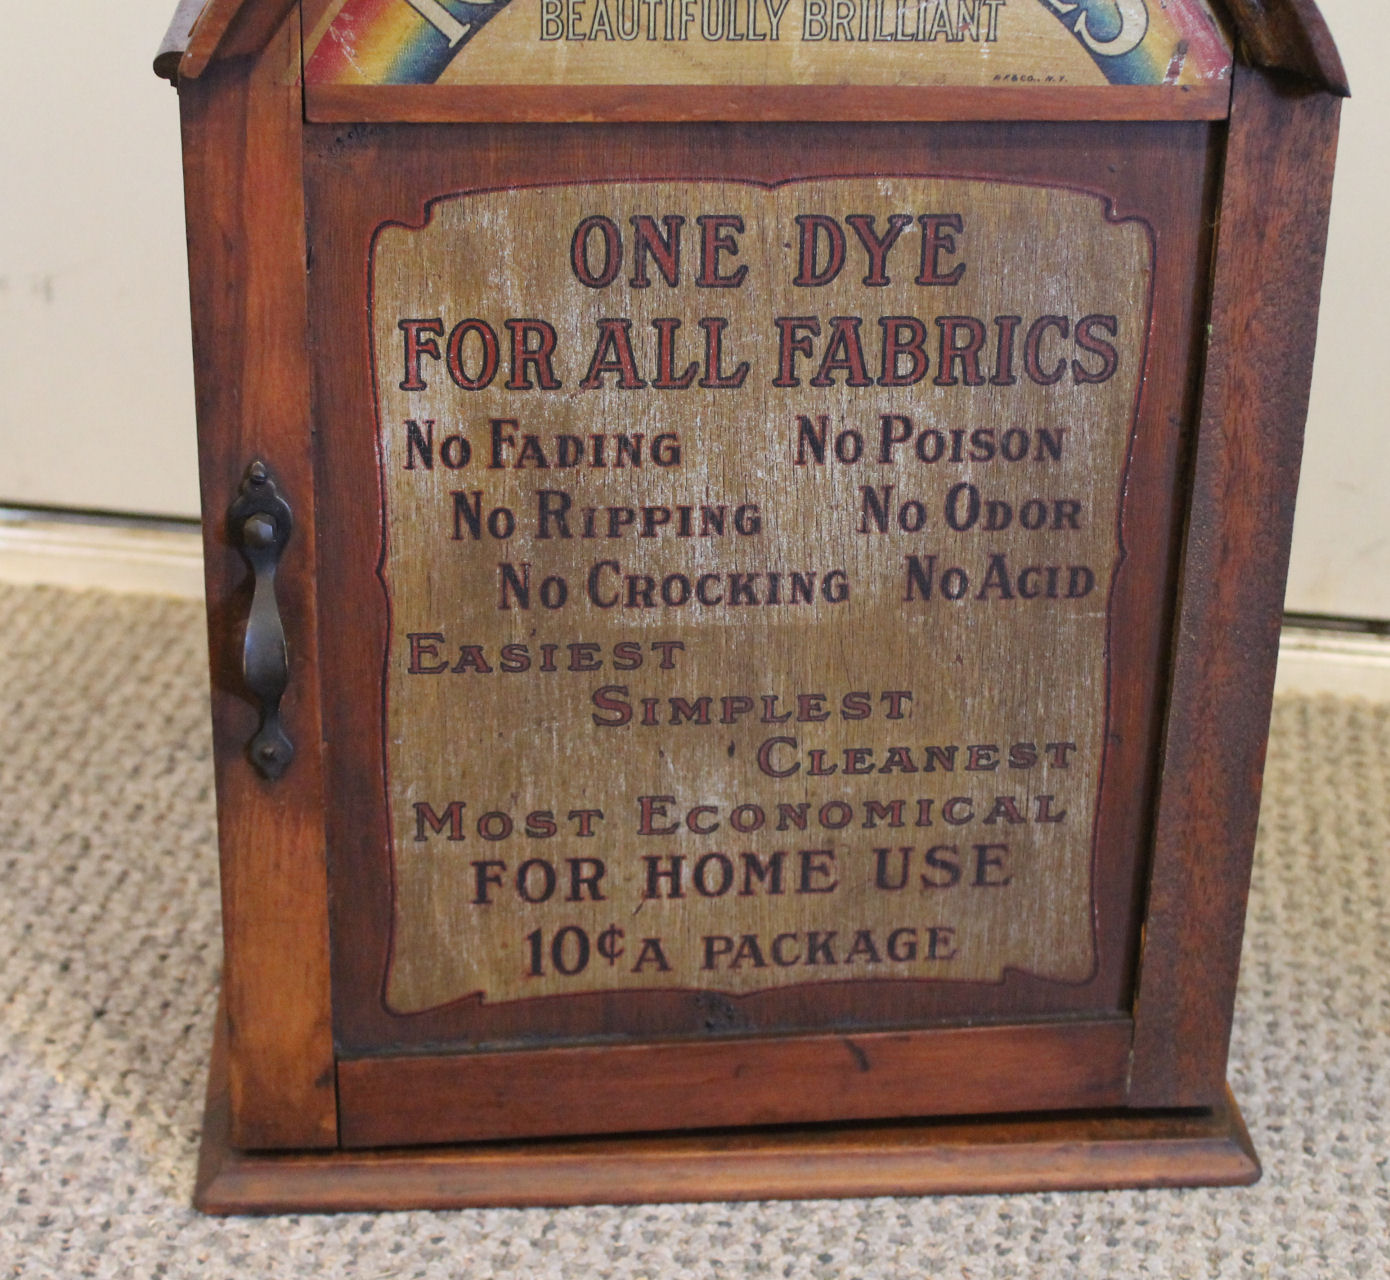 BEAUTIFULLY BRILLIANT
ONE DYE
FOR ALL FABRICS
No Fading No Poison
No Ripping No Odor
No Crocking No Acid
Easiest
Simplest
Cleanest
Most Economical
FOR HOME USE
10¢ A PACKAGE